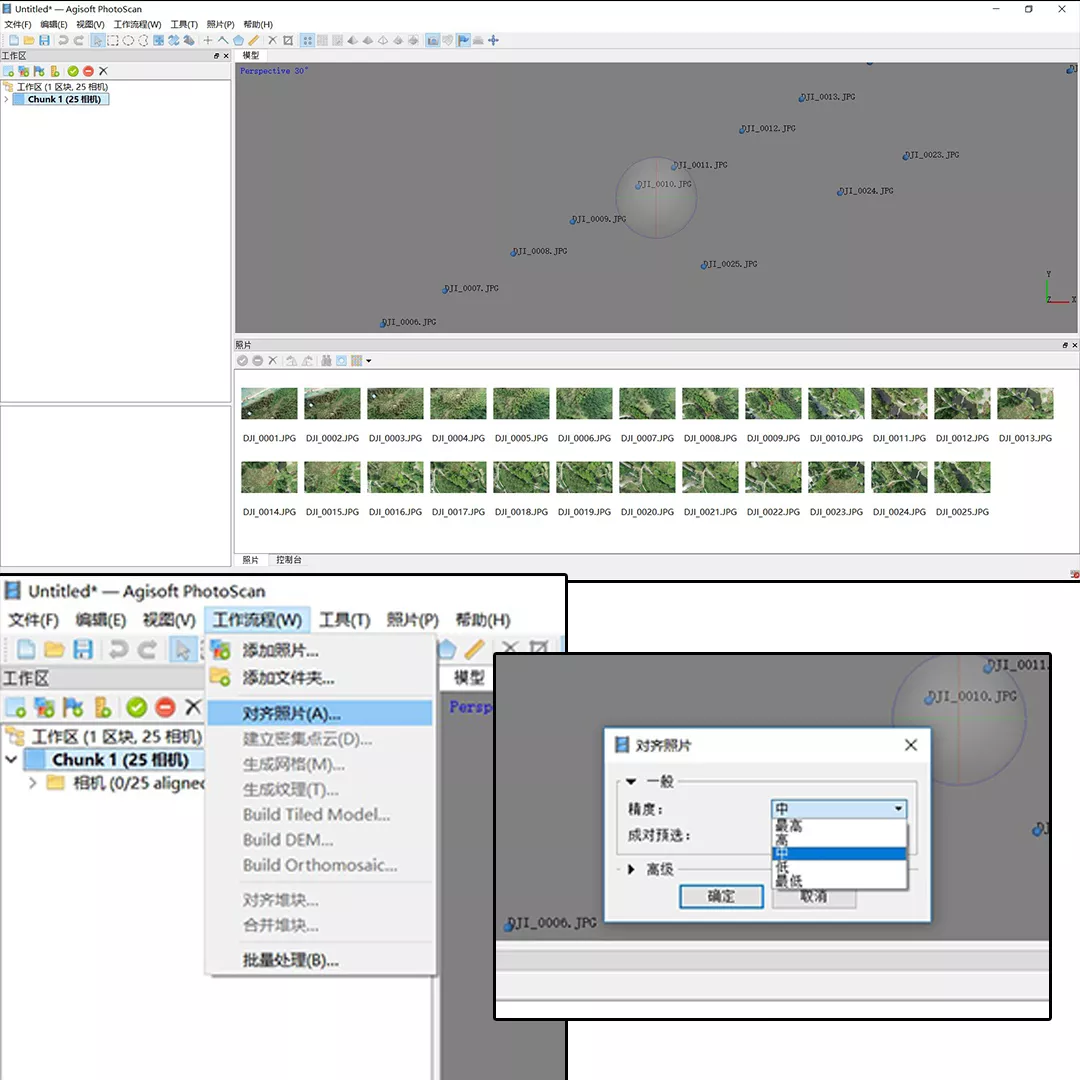 Untitled* — Agisoft PhotoScan
文件(F) 编辑(E) 视图(V) 工作流程(W) 工具(T) 照片(P) 帮助(H)
工作区
模型
工作区 (1 区块, 25 相机)
Chunk 1 (25 相机)
Perspective 30°
DJI_0013.JPG
DJI_0012.JPG
DJI_0023.JPG
DJI_0011.JPG
DJI_0010.JPG
DJI_0024.JPG
DJI_0009.JPG
DJI_0008.JPG
DJI_0025.JPG
DJI_0007.JPG
DJI_0006.JPG
Y
Z X
照片
DJI_0001.JPG DJI_0002.JPG DJI_0003.JPG DJI_0004.JPG DJI_0005.JPG DJI_0006.JPG DJI_0007.JPG DJI_0008.JPG DJI_0009.JPG DJI_0010.JPG DJI_0011.JPG DJI_0012.JPG DJI_0013.JPG
DJI_0014.JPG DJI_0015.JPG DJI_0016.JPG DJI_0017.JPG DJI_0018.JPG DJI_0019.JPG DJI_0020.JPG DJI_0021.JPG DJI_0022.JPG DJI_0023.JPG DJI_0024.JPG DJI_0025.JPG
照片 控制台
Untitled* — Agisoft PhotoScan
文件(F) 编辑(E) 视图(V) 工作流程(W) 工具(T) 照片(P) 帮助(H)
添加照片...
工作区
添加文件夹...
模型
对齐照片(A)...
Persp
工作区 (1 区块, 25 相机)
建立密集点云(D)...
Chunk 1 (25 相机)
生成网格(M)...
相机 (0/25 aligned
生成纹理(T)...
Build Tiled Model...
Build DEM...
Build Orthomosaic...
对齐堆块...
合并堆块...
批量处理(B)...
DJI_0011.
DJI_0010.JPG
对齐照片
一般
精度: 中
最高
成对预选: 高
中
低
高级
最低
确定 取消
DJI_0006.JPG